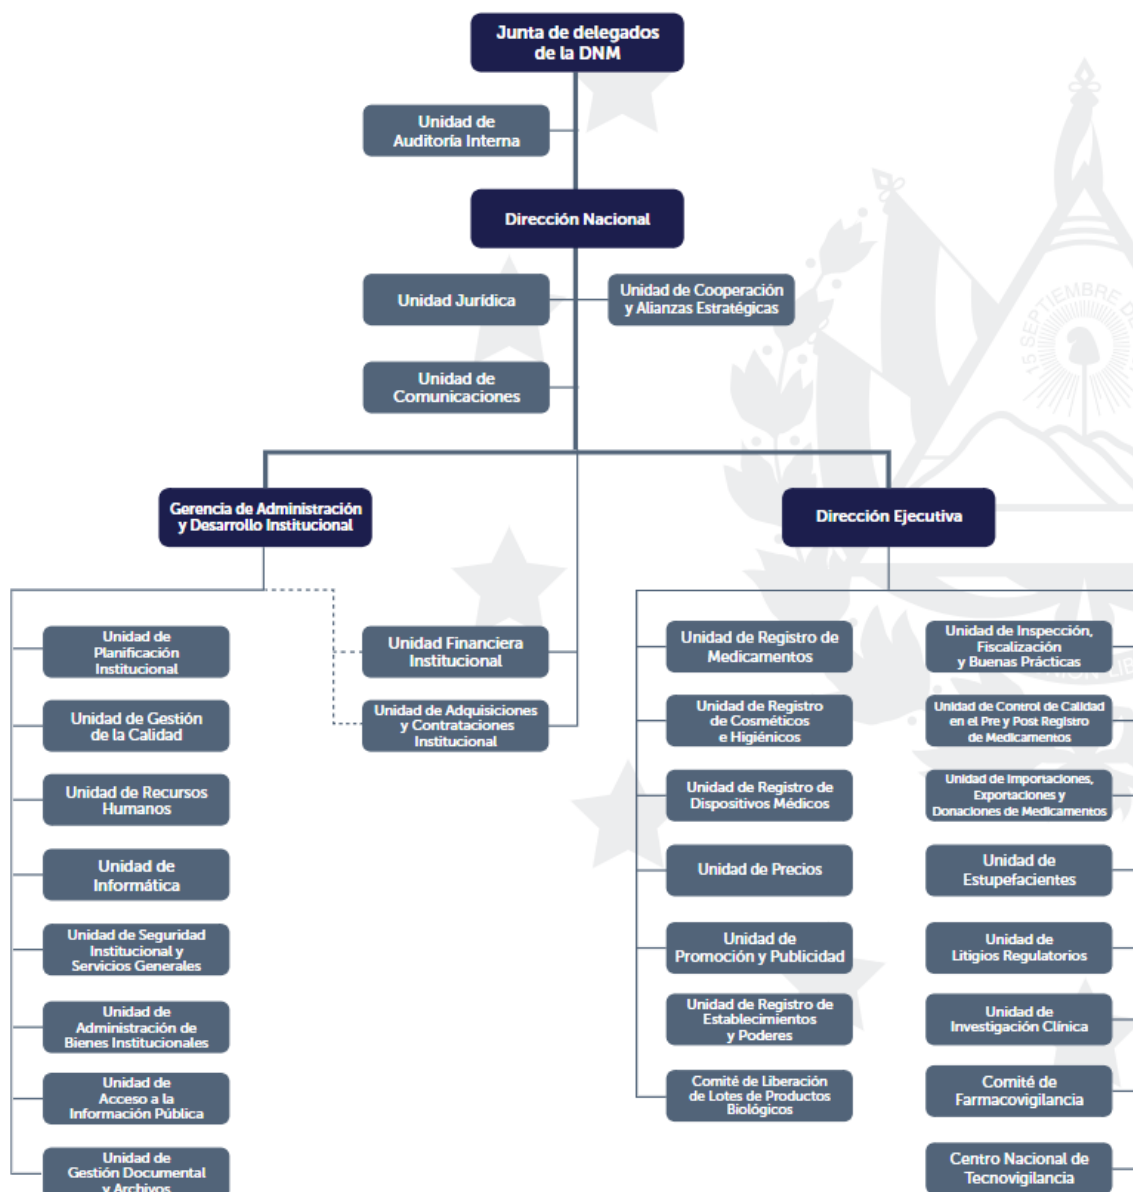 Junta de delegados
de la DNM
Unidad de
Auditoría Interna
Dirección Nacional
Unidad Jurídica
Unidad de Cooperación
y Alianzas Estratégicas
Unidad de
Comunicaciones
Gerencia de Administración
y Desarrollo Institucional
Dirección Ejecutiva
Unidad de
Planificación
Institucional
Unidad de Gestión
de la Calidad
Unidad de Recursos
Humanos
Unidad de
Informática
Unidad de Seguridad
Institucional y
Servicios Generales
Unidad de
Administración de
Bienes Institucionales
Unidad de
Acceso a la
Información Pública
Unidad de
Gestión Documental
y Archivos
Unidad Financiera
Institucional
Unidad de Adquisiciones
y Contrataciones
Institucional
Unidad de Registro de
Medicamentos
Unidad de Registro
de Cosméticos
e Higiénicos
Unidad de Registro de
Dispositivos Médicos
Unidad de Precios
Unidad de
Promoción y Publicidad
Unidad de Registro de
Establecimientos
y Poderes
Comité de Liberación
de Lotes de Productos
Biológicos
Unidad de Inspección,
Fiscalización
y Buenas Prácticas
Unidad de Control de Calidad
en el Pre y Post Registro
de Medicamentos
Unidad de Importaciones,
Exportaciones y
Donaciones de Medicamentos
Unidad de
Estupefacientes
Unidad de
Litigios Regulatorios
Unidad de
Investigación Clínica
Comité de
Farmacovigilancia
Centro Nacional de
Tecnovigilancia
15 SEPTIEMBRE DE